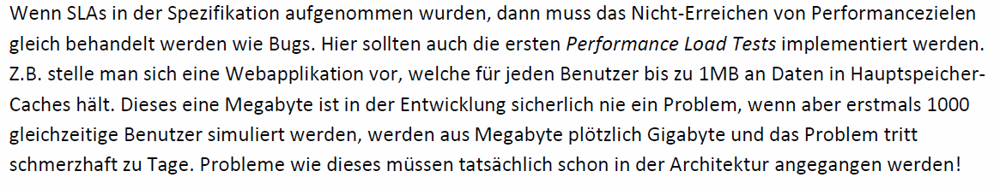 Wenn SLAs in der Spezifikation aufgenommen wurden, dann muss das Nicht-Erreichen von Performancezielen
gleich behandelt werden wie Bugs. Hier sollten auch die ersten Performance Load Tests implementiert werden.
Z.B. stelle man sich eine Webapplikation vor, welche für jeden Benutzer bis zu 1MB an Daten in Hauptspeicher-
Caches hält. Dieses eine Megabyte ist in der Entwicklung sicherlich nie ein Problem, wenn aber erstmals 1000
gleichzeitige Benutzer simuliert werden, werden aus Megabyte plötzlich Gigabyte und das Problem tritt
schmerzhaft zu Tage. Probleme wie dieses müssen tatsächlich schon in der Architektur angegangen werden!